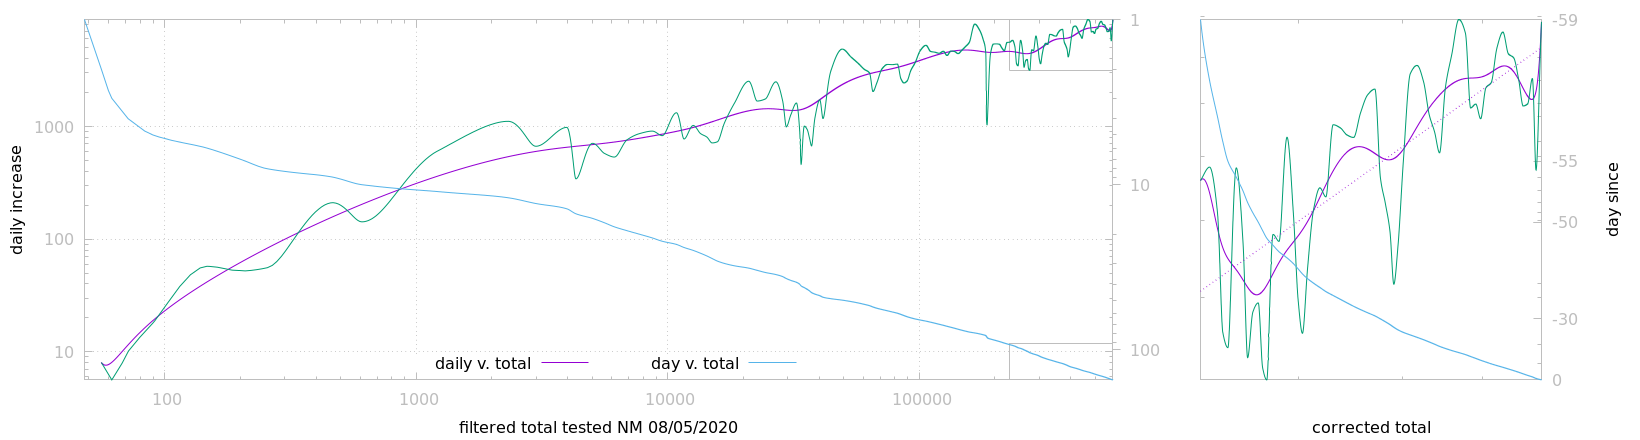 daily increase
1000
100
10
100
1000
10000
100000
1
10
100
daily v. total
day v. total
filtered total tested NM 08/05/2020
-59
-55
-50
-30
0
day since
corrected total